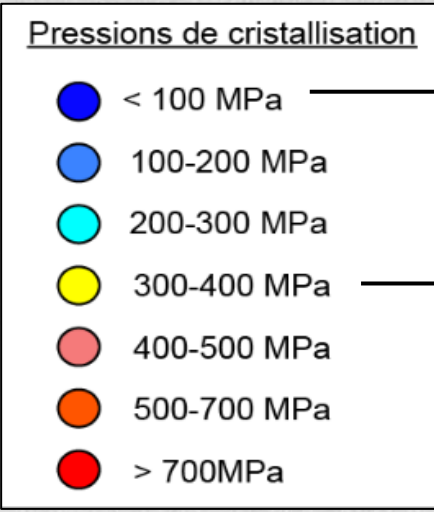 Pressions de cristallisation
< 100 MPa
100-200 MPa
200-300 MPa
300-400 MPa
400-500 MPa
500-700 MPa
> 700MPa